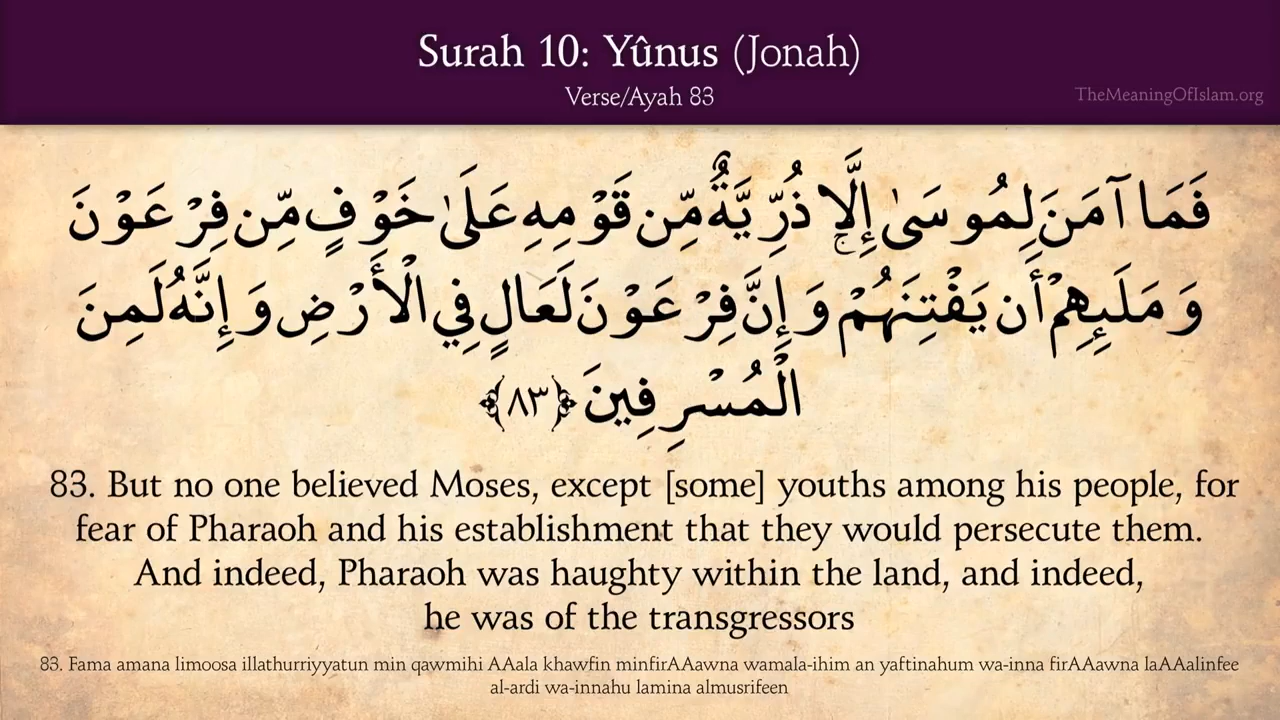 Surah 10: Yûnus (Jonah)
Verse/Ayah 83
TheMeaningOfIslam.org
فَمَا آمَنَ لِمُوسَىٰ إِلَّا ذُرِّيَّةٌ مِّن قَوْمِهِ عَلَىٰ خَوْفٍ مِّن فِرْعَوْنَ
وَمَلَئِهِمْ أَن يَفْتِنَهُمْ ۚ وَإِنَّ فِرْعَوْنَ لَعَالٍ فِي الْأَرْضِ وَإِنَّهُ لَمِنَ
الْمُسْرِفِينَ ﴿٨٣﴾
83. But no one believed Moses, except [some] youths among his people, for
fear of Pharaoh and his establishment that they would persecute them.
And indeed, Pharaoh was haughty within the land, and indeed,
he was of the transgressors
83. Fama amana limoosa illathurriyyatun min qawmihi AAala khawfin minfirAAawna wamala-ihim an yaftinahum wa-inna firAAawna laAAalinfee
al-ardi wa-innahu lamina almusrifeen